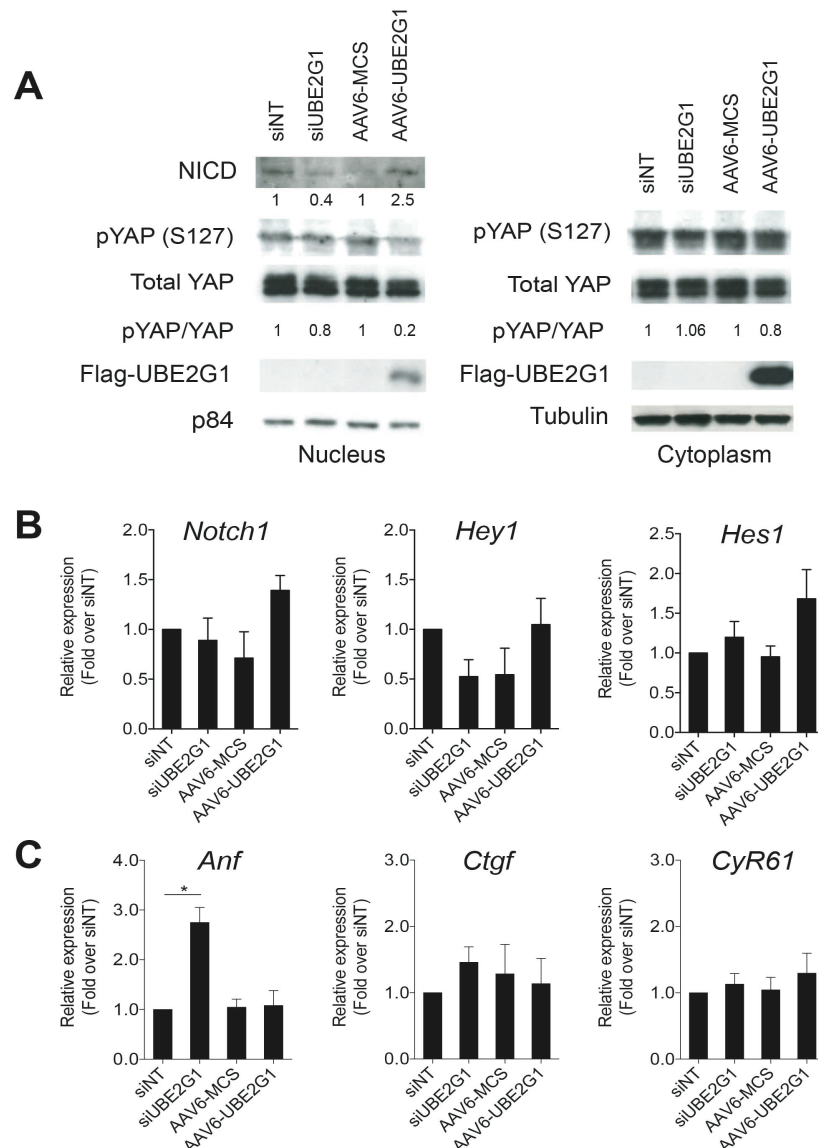 A
siNT
siUBE2G1
AAV6-MCS
AAV6-UBE2G1
NICD
1 0.4 1 2.5
pYAP (S127)
Total YAP
pYAP/YAP 1 0.8 1 0.2
Flag-UBE2G1
p84
Nucleus
siNT
siUBE2G1
AAV6-MCS
AAV6-UBE2G1
pYAP (S127)
Total YAP
pYAP/YAP 1 1.06 1 0.8
Flag-UBE2G1
Tubulin
Cytoplasm
B
Notch1
Relative expression
(Fold over siNT)
2.0
1.5
1.0
0.5
0.0
siNT
siUBE2G1
AAV6-MCS
AAV6-UBE2G1
Hey1
Relative expression
(Fold over siNT)
2.0
1.5
1.0
0.5
0.0
siNT
siUBE2G1
AAV6-MCS
AAV6-UBE2G1
Hes1
Relative expression
(Fold over siNT)
2.5
2.0
1.5
1.0
0.5
0.0
siNT
siUBE2G1
AAV6-MCS
AAV6-UBE2G1
C
Anf
Relative expression
(Fold over siNT)
4.0
3.0
2.0
1.0
0.0
*
siNT
siUBE2G1
AAV6-MCS
AAV6-UBE2G1
Ctgf
Relative expression
(Fold over siNT)
3.0
2.0
1.0
0.0
siNT
siUBE2G1
AAV6-MCS
AAV6-UBE2G1
CyR61
Relative expression
(Fold over siNT)
3.0
2.0
1.0
0.0
siNT
siUBE2G1
AAV6-MCS
AAV6-UBE2G1